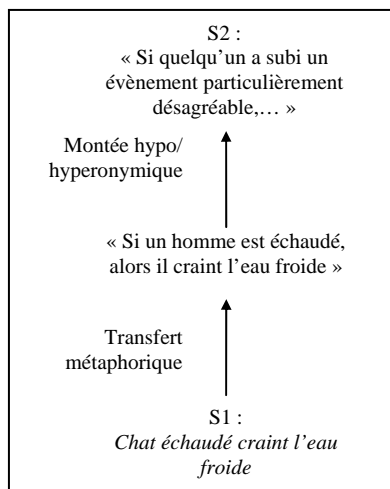 S2 :
« Si quelqu’un a subi un
évènement particulièrement
désagréable,… »
Montée hypo/
hyperonymique
« Si un homme est échaudé,
alors il craint l’eau froide »
Transfert
métaphorique
S1 :
Chat échaudé craint l’eau
froide